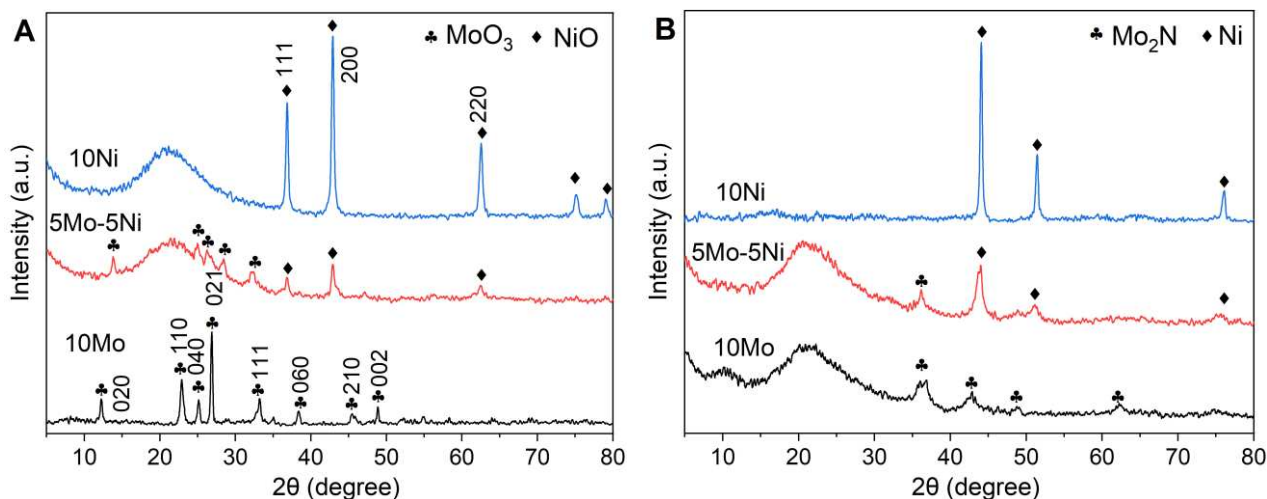 A
♣ MoO3 ♦ NiO
111
200
220
10Ni
5Mo-5Ni
021
10Mo
020
110
040
111
060
210
002
Intensity (a.u.)
10 20 30 40 50 60 70 80
2θ (degree)
B
♣ Mo2N ♦ Ni
10Ni
5Mo-5Ni
10Mo
Intensity (a.u.)
10 20 30 40 50 60 70 80
2θ (degree)